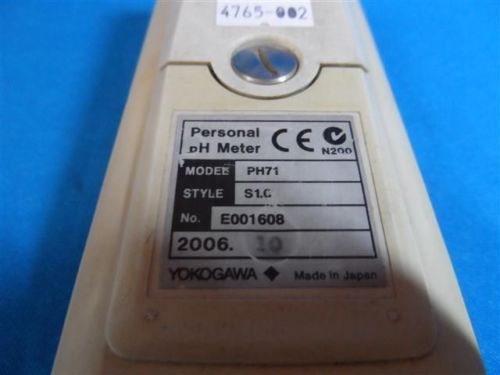 4765-002
Personal
pH Meter CE N200
MODEL PH71
STYLE S1.C
No. E001608
2006. 10
YOKOGAWA Made in Japan